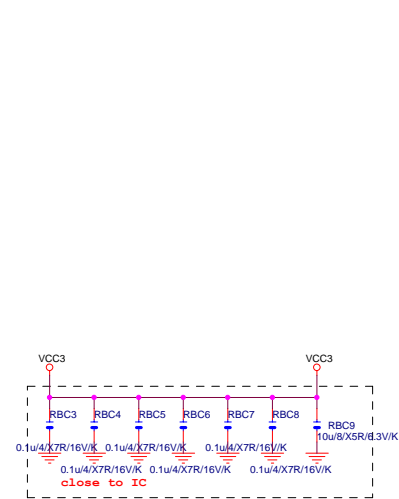 VCC3 VCC3
RBC3 RBC4 RBC5 RBC6 RBC7 RBC8 RBC9
10u/8/X5R/6.3V/K
0.1u/4/X7R/16V/K 0.1u/4/X7R/16V/K 0.1u/4/X7R/16V/K
0.1u/4/X7R/16V/K 0.1u/4/X7R/16V/K 0.1u/4/X7R/16V/K
close to IC